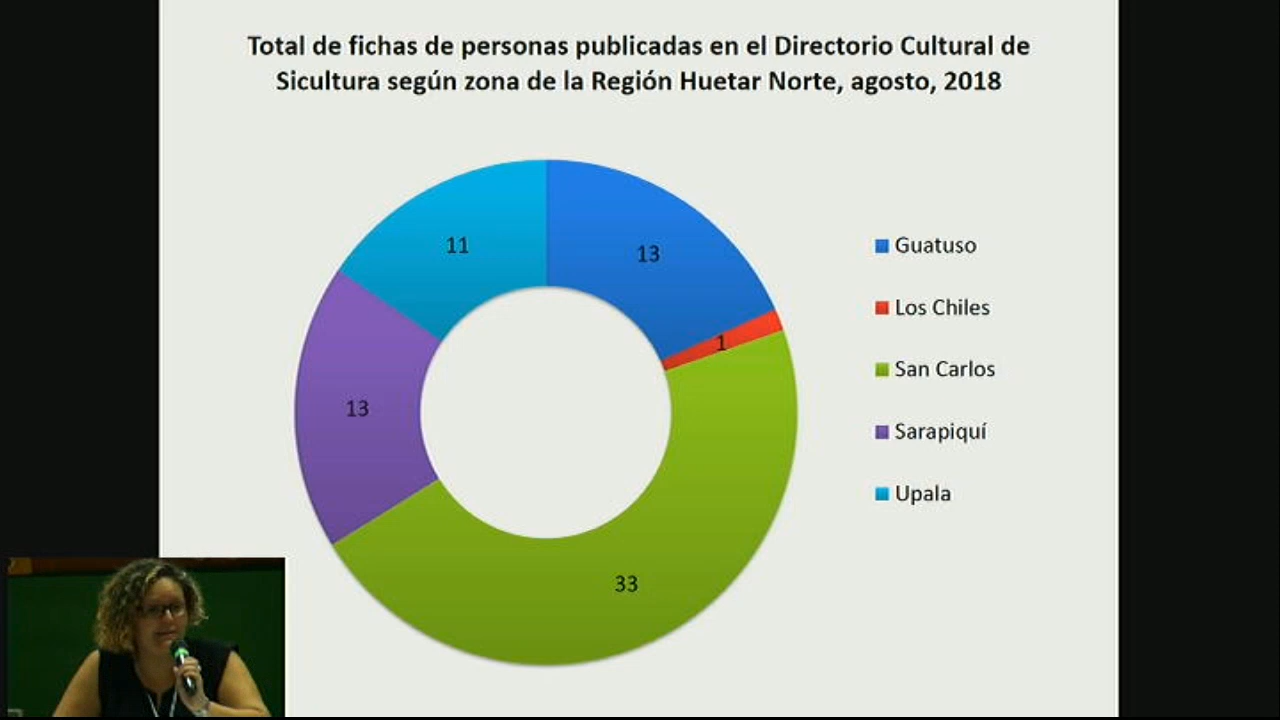 Total de fichas de personas publicadas en el Directorio Cultural de
Sicultura según zona de la Región Huetar Norte, agosto, 2018
11
13
1
13
33
Guatuso
Los Chiles
San Carlos
Sarapiquí
Upala